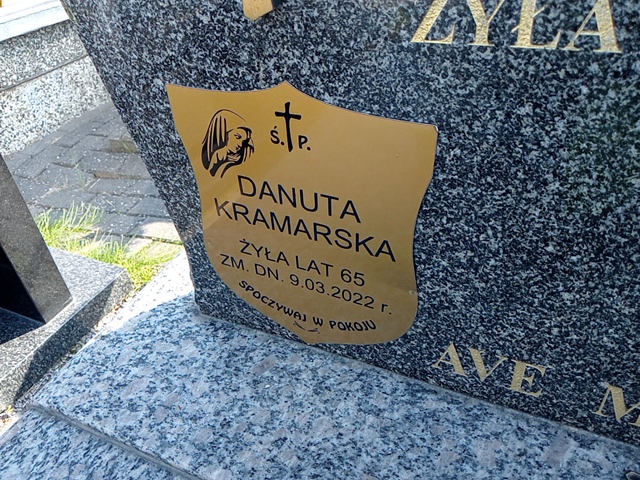 ŻYŁA
Ś. P.
DANUTA
KRAMARSKA
ŻYŁA LAT 65
ZM. DN. 9.03.2022 r.
SPOCZYWAJ W POKOJU
AVE M